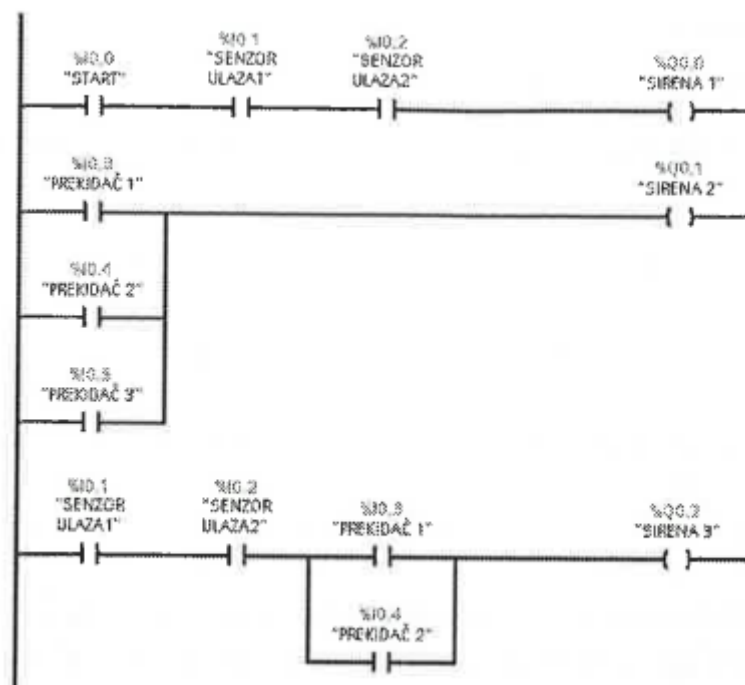 %I0.0
"START"
%I0.1
"SENZOR
ULAZA1"
%I0.2
"SENZOR
ULAZA2"
%Q0.0
"SIRENA 1"
%I0.3
"PREKIDAČ 1"
%Q0.1
"SIRENA 2"
%I0.4
"PREKIDAČ 2"
%I0.5
"PREKIDAČ 3"
%I0.1
"SENZOR
ULAZA1"
%I0.2
"SENZOR
ULAZA2"
%I0.3
"PREKIDAČ 1"
"SIRENA 3"
%I0.4
"PREKIDAČ 2"